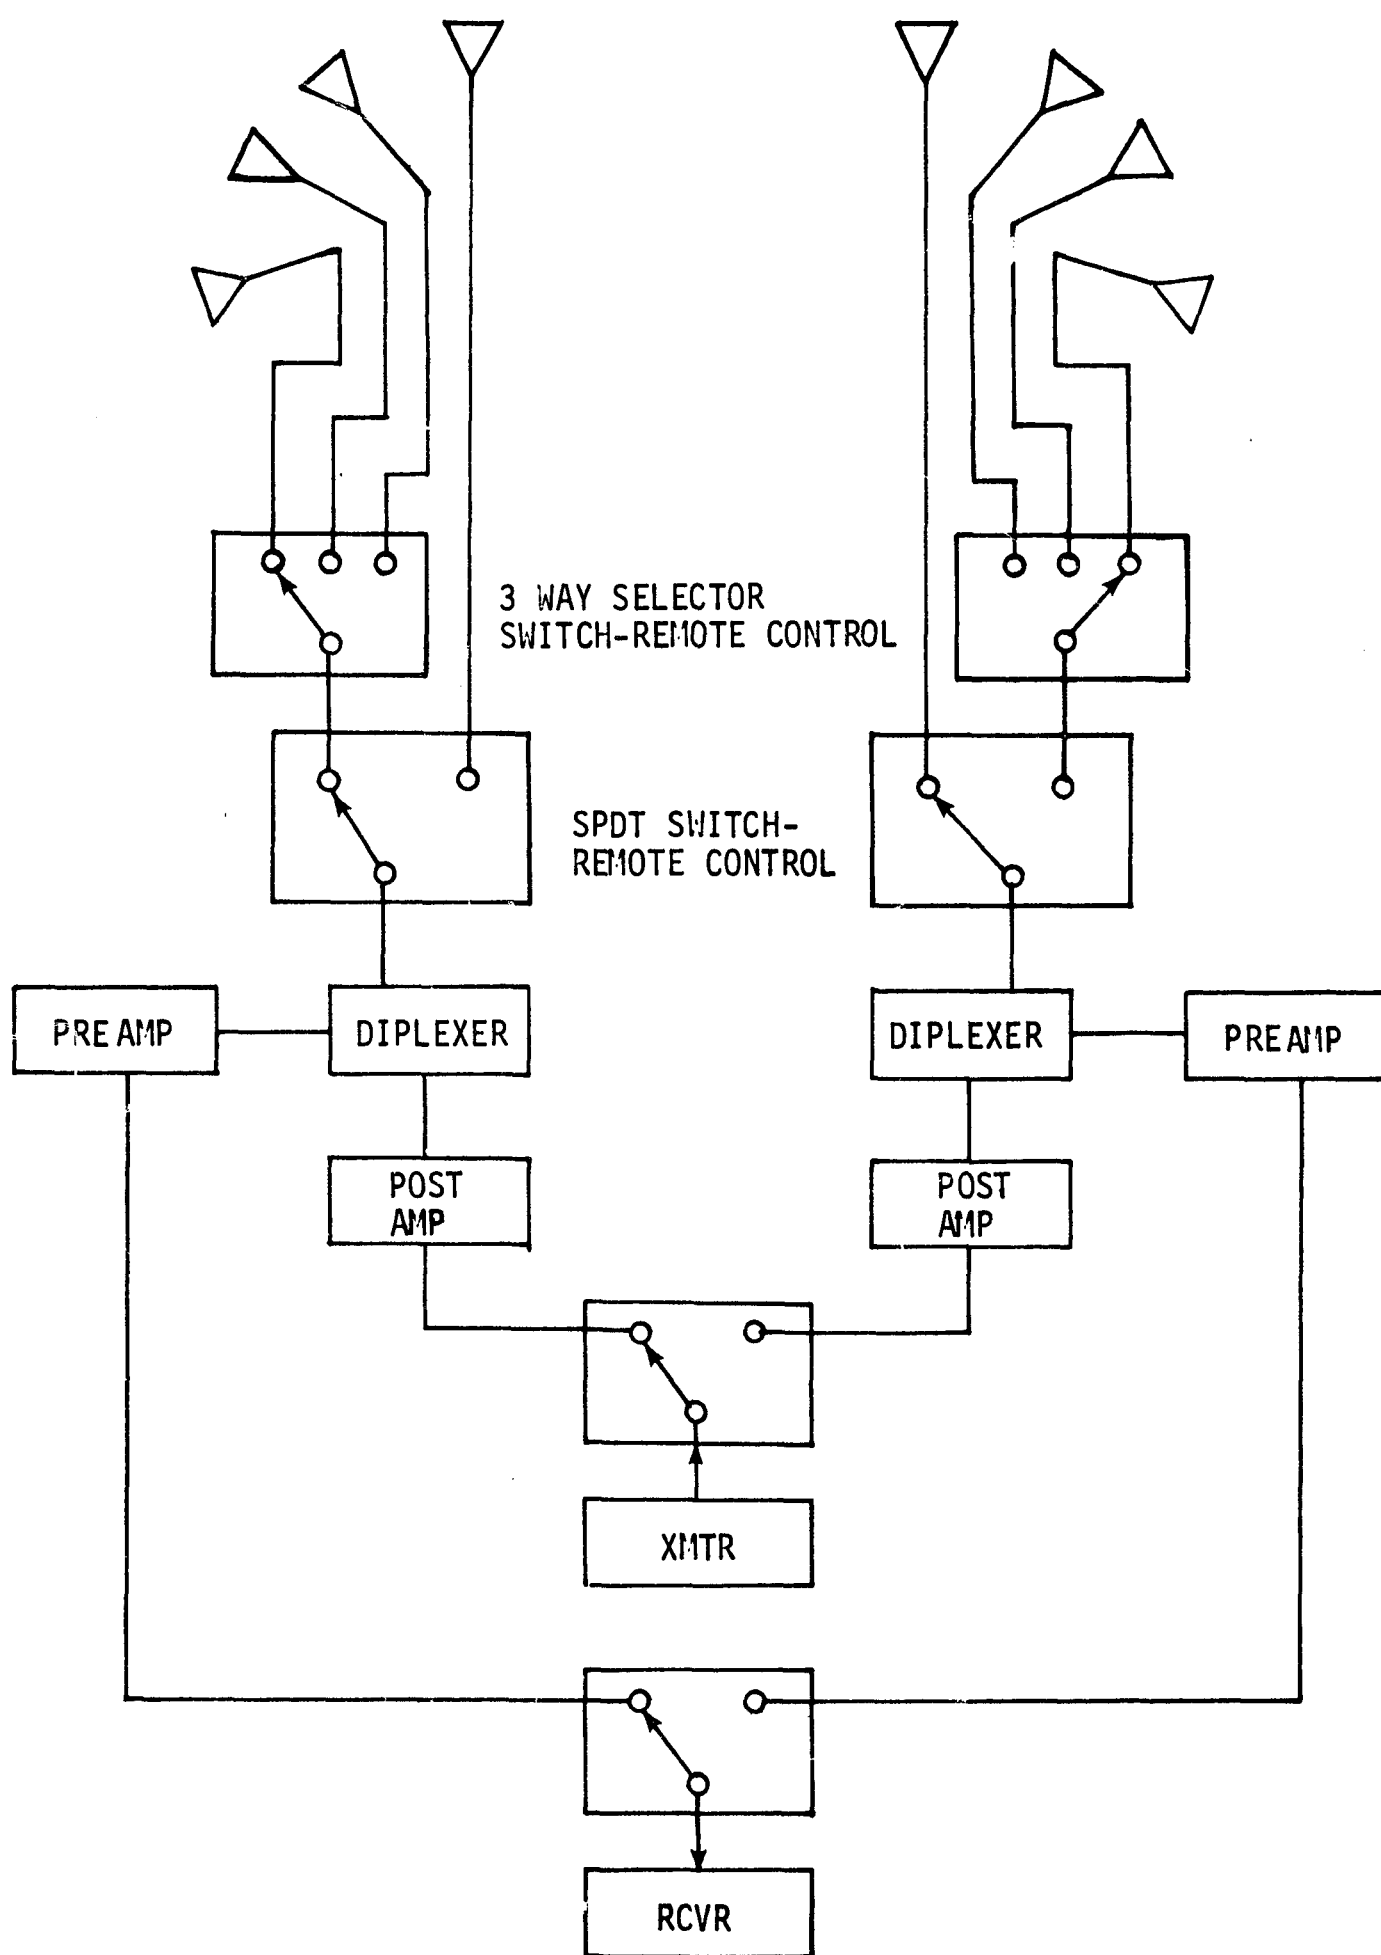 3 WAY SELECTOR
SWITCH-REMOTE CONTROL
SPDT SWITCH-
REMOTE CONTROL
PREAMP
DIPLEXER
DIPLEXER
PREAMP
POST
AMP
POST
AMP
XMTR
RCVR